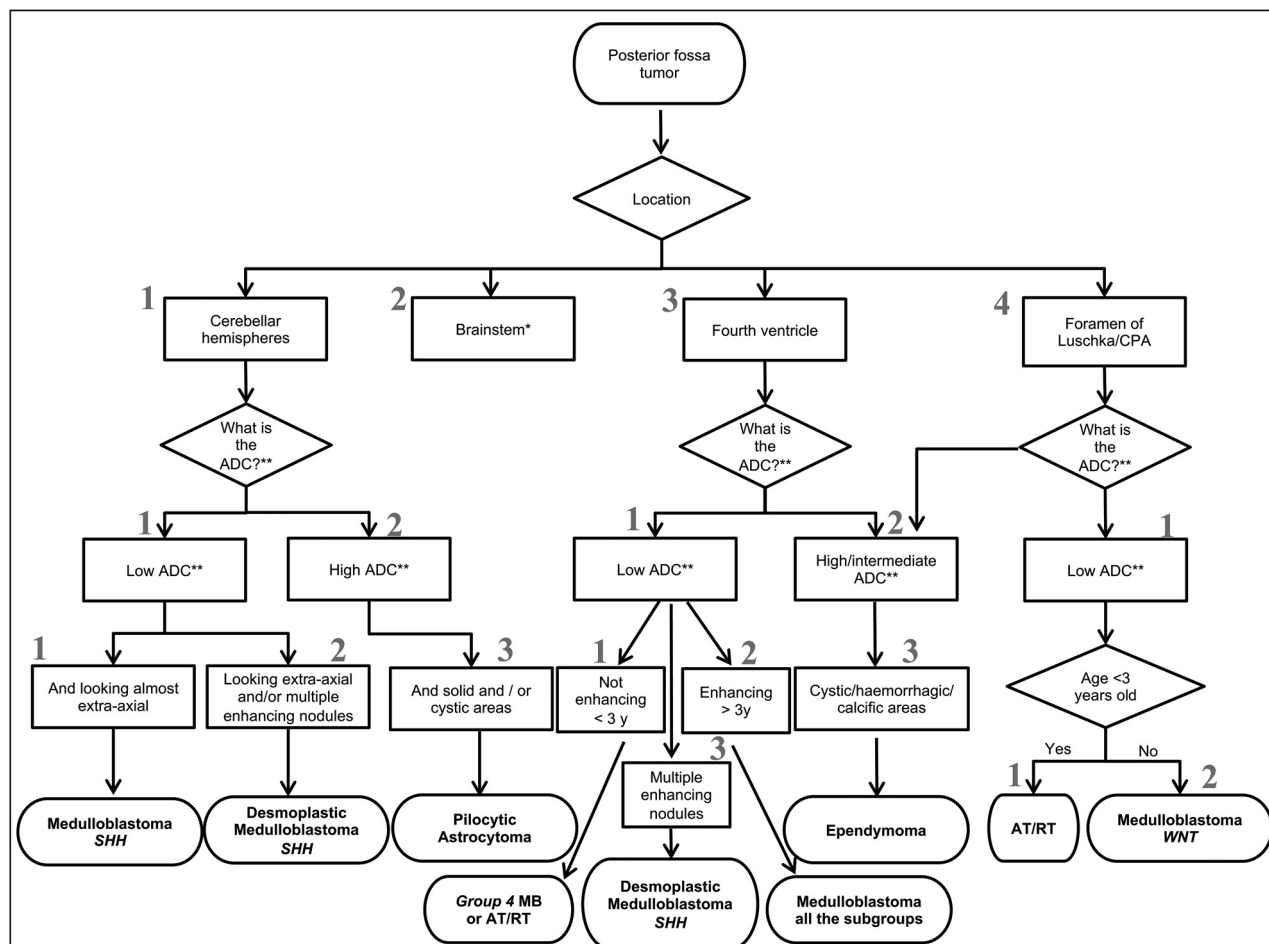 Posterior fossa
tumor
Location
1
Cerebellar
hemispheres
2
Brainstem*
3
Fourth ventricle
4
Foramen of
Luschka/CPA
What is
the
ADC?**
What is
the
ADC?**
What is
the
ADC?**
1
Low ADC**
2
High ADC**
1
Low ADC**
2
High/intermediate
ADC**
1
Low ADC**
1
And looking almost
extra-axial
2
Looking extra-axial
and/or multiple
enhancing nodules
3
And solid and / or
cystic areas
1
Not
enhancing
< 3 y
2
Enhancing
> 3y
3
Cystic/haemorrhagic/
calcific areas
Age <3
years old
3
Multiple
enhancing
nodules
Yes
No
1
2
Medulloblastoma
SHH
Desmoplastic
Medulloblastoma
SHH
Pilocytic
Astrocytoma
Ependymoma
AT/RT
Medulloblastoma
WNT
Group 4 MB
or AT/RT
Desmoplastic
Medulloblastoma
SHH
Medulloblastoma
all the subgroups